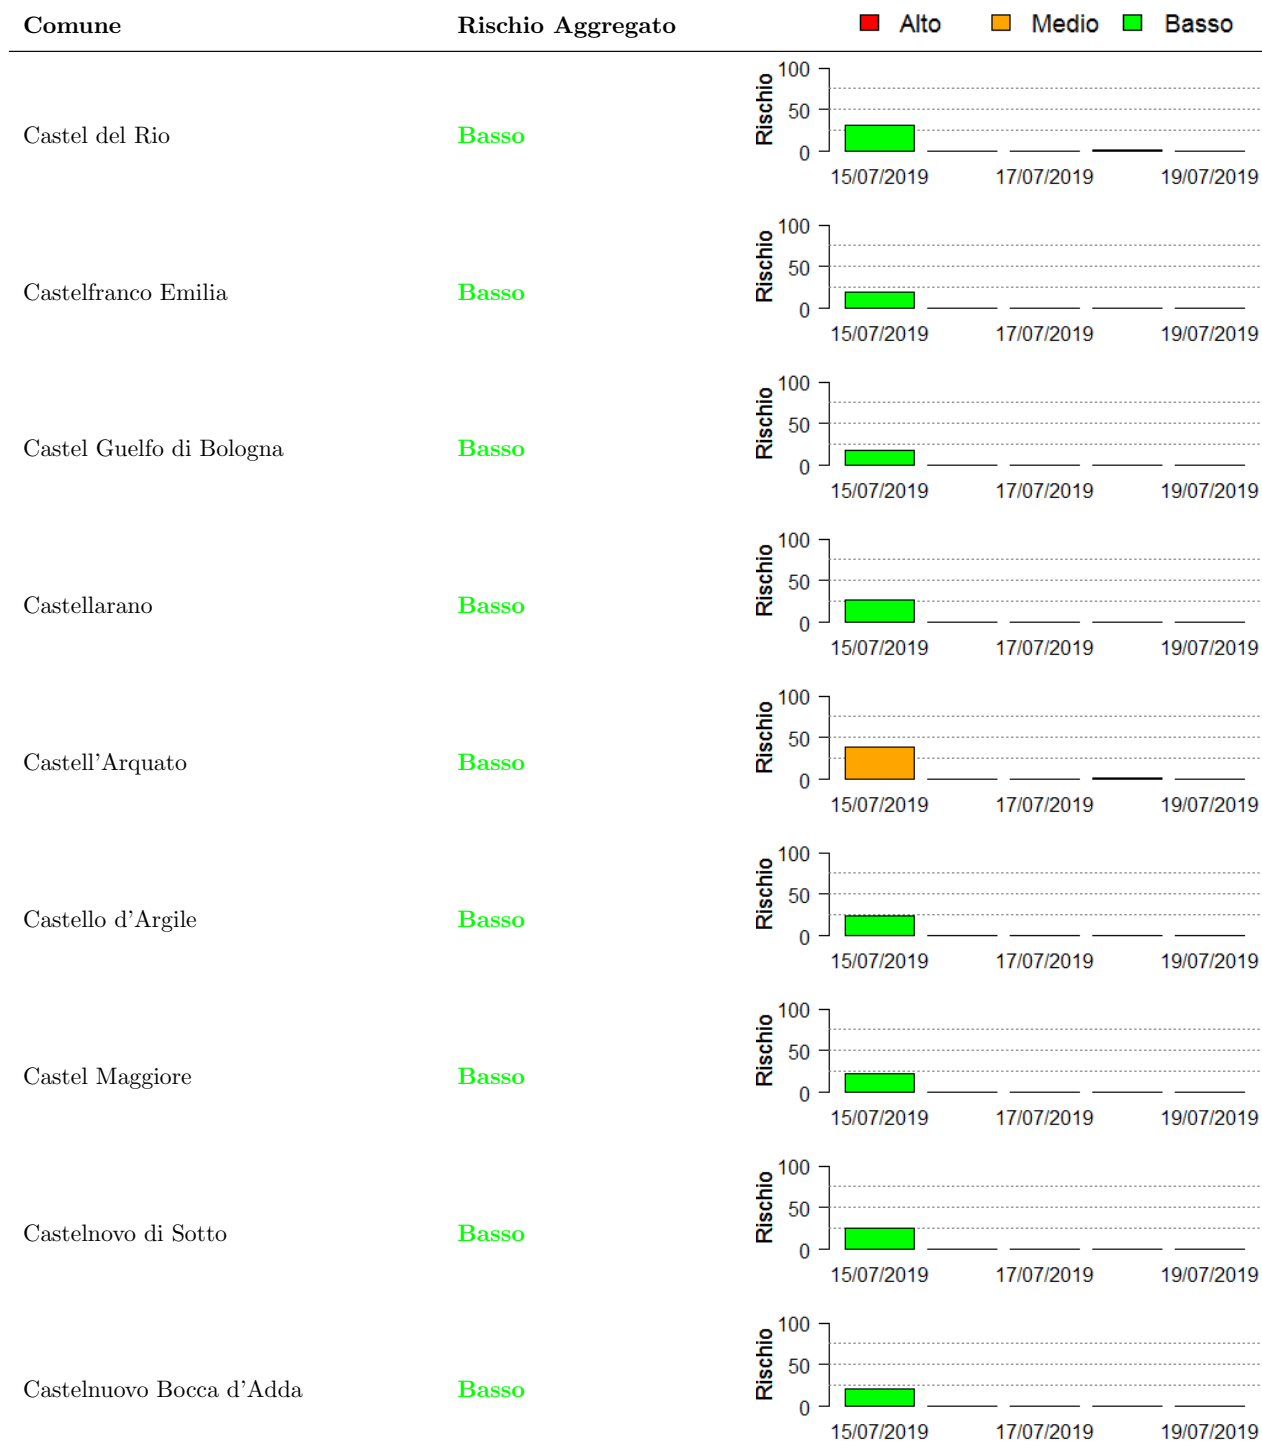 Comune Rischio Aggregato Alto Medio Basso
Castel del Rio Basso
Rischio
100
50
0
15/07/2019 17/07/2019 19/07/2019
Castelfranco Emilia Basso
Rischio
100
50
0
15/07/2019 17/07/2019 19/07/2019
Castel Guelfo di Bologna Basso
Rischio
100
50
0
15/07/2019 17/07/2019 19/07/2019
Castellarano Basso
Rischio
100
50
0
15/07/2019 17/07/2019 19/07/2019
Castell'Arquato Basso
Rischio
100
50
0
15/07/2019 17/07/2019 19/07/2019
Castello d'Argile Basso
Rischio
100
50
0
15/07/2019 17/07/2019 19/07/2019
Castel Maggiore Basso
Rischio
100
50
0
15/07/2019 17/07/2019 19/07/2019
Castelnovo di Sotto Basso
Rischio
100
50
0
15/07/2019 17/07/2019 19/07/2019
Castelnuovo Bocca d'Adda Basso
Rischio
100
50
0
15/07/2019 17/07/2019 19/07/2019